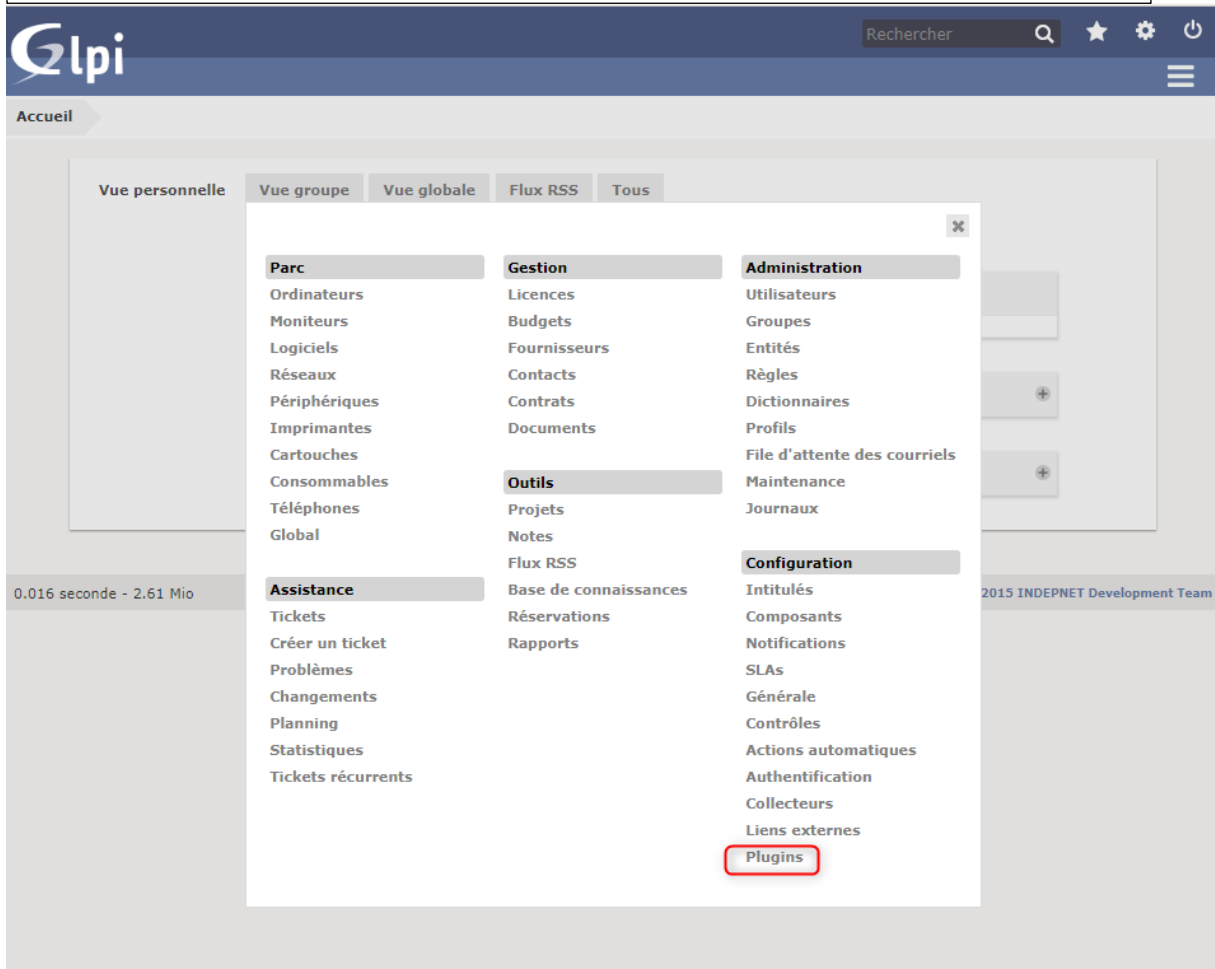 Glpi
Rechercher
Accueil
Vue personnelle
Vue groupe
Vue globale
Flux RSS
Tous
Parc
Ordinateurs
Moniteurs
Logiciels
Réseaux
Périphériques
Imprimantes
Cartouches
Consommables
Téléphones
Global
Assistance
Tickets
Créer un ticket
Problèmes
Changements
Planning
Statistiques
Tickets récurrents
Gestion
Licences
Budgets
Fournisseurs
Contacts
Contrats
Documents
Outils
Projets
Notes
Flux RSS
Base de connaissances
Réservations
Rapports
Administration
Utilisateurs
Groupes
Entités
Règles
Dictionnaires
Profils
File d'attente des courriels
Maintenance
Journaux
Configuration
Intitulés
Composants
Notifications
SLAs
Générale
Contrôles
Actions automatiques
Authentification
Collecteurs
Liens externes
Plugins
0.016 seconde - 2.61 Mio
2015 INDEPNET Development Team